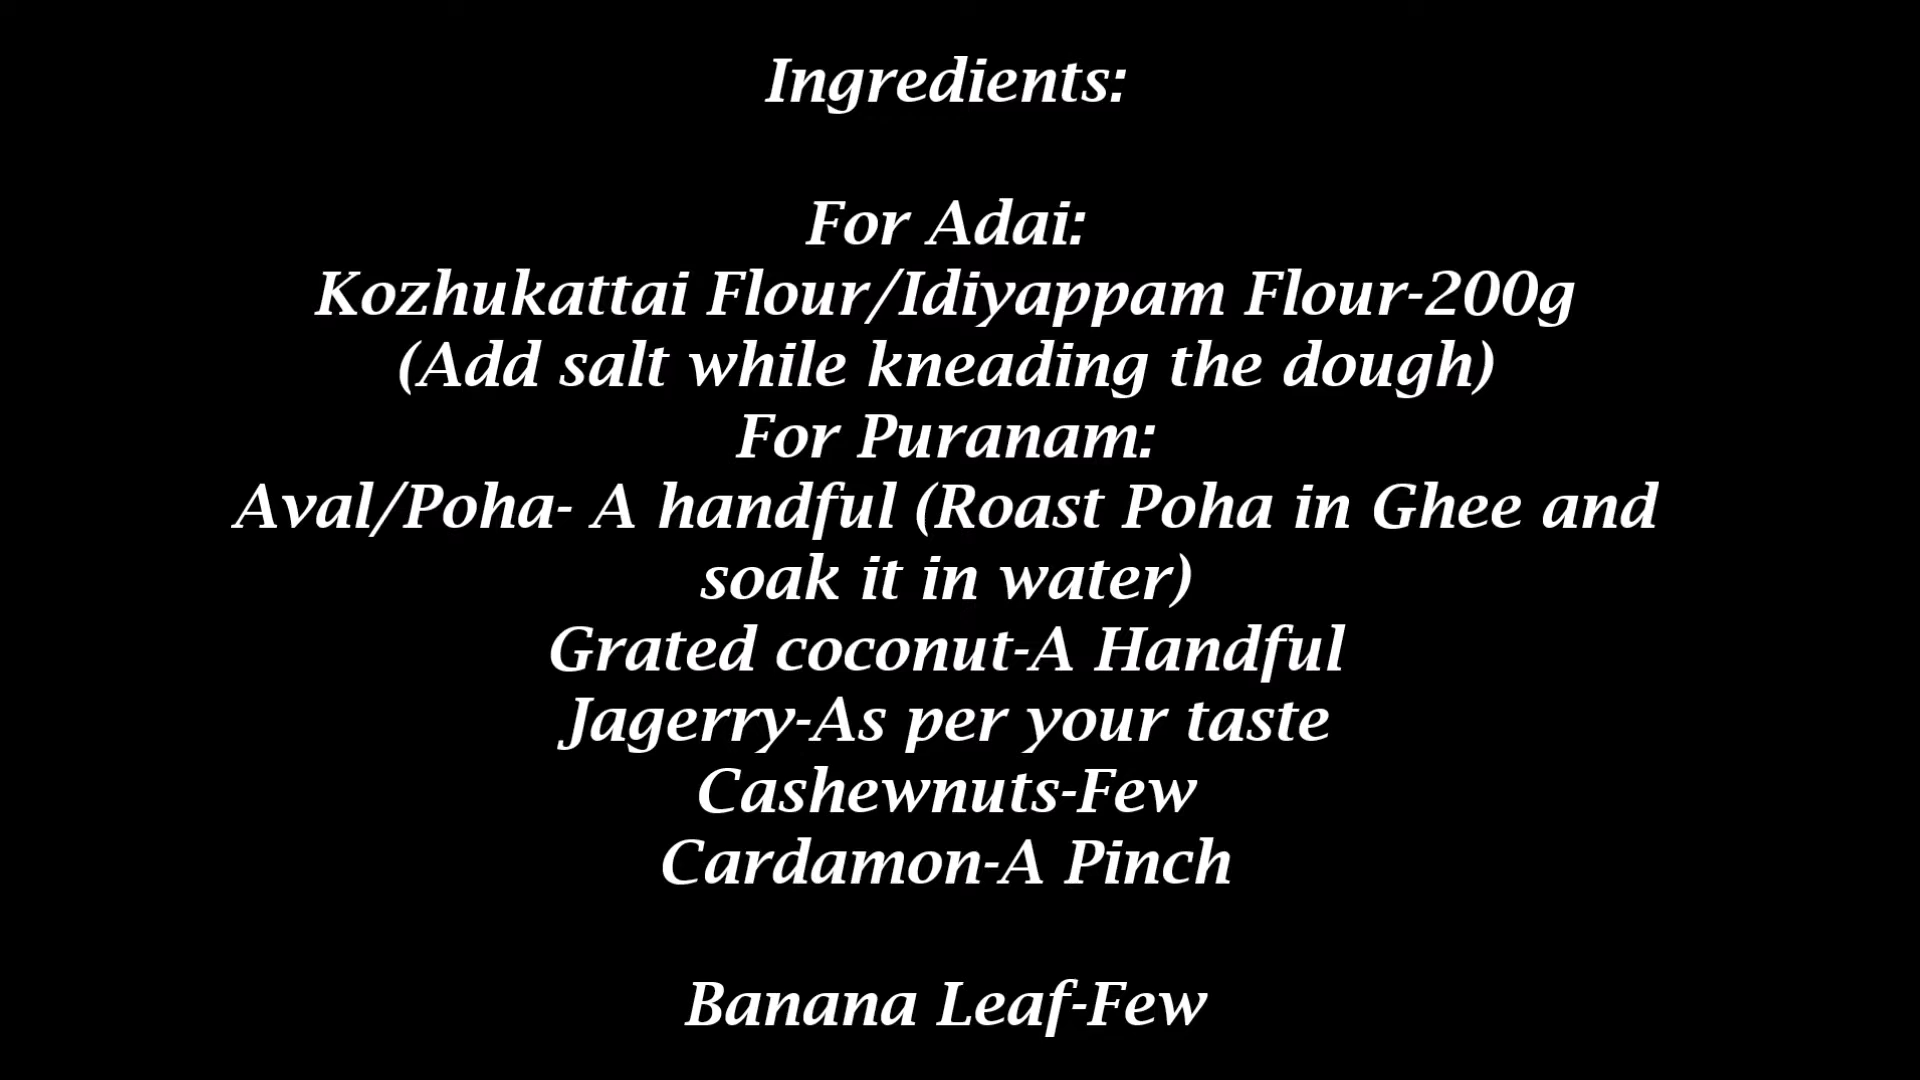 Ingredients:
For Adai:
Kozhukattai Flour/Idiyappam Flour-200g
(Add salt while kneading the dough)
For Puranam:
Aval/Poha- A handful (Roast Poha in Ghee and
soak it in water)
Grated coconut-A Handful
Jagerry-As per your taste
Cashewnuts-Few
Cardamon-A Pinch
Banana Leaf-Few